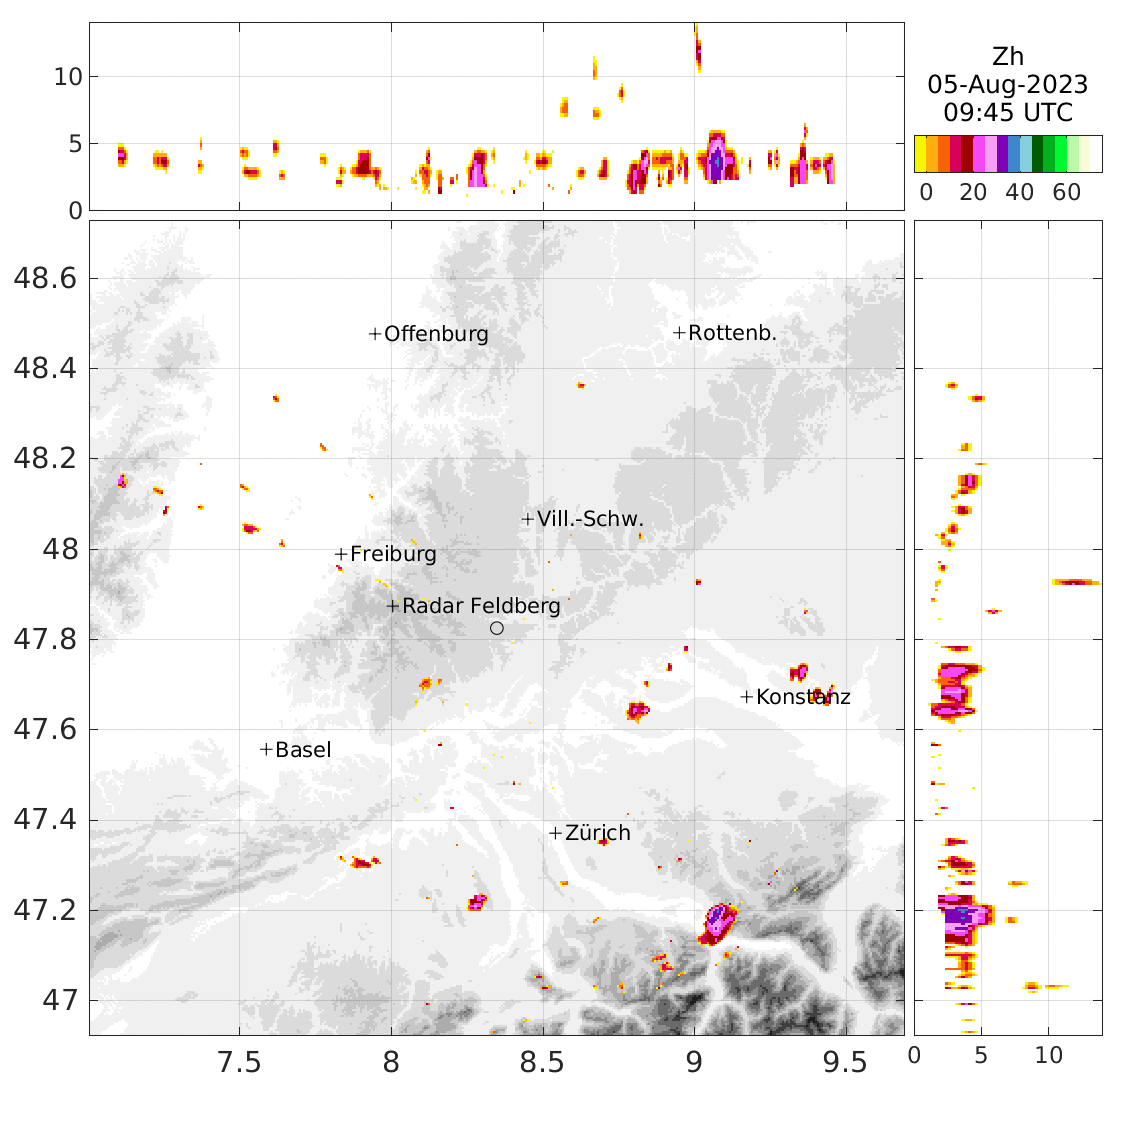 10
5
0
Zh
05-Aug-2023
09:45 UTC
0 20 40 60
48.6
48.4
48.2
48
47.8
47.6
47.4
47.2
47
+Offenburg
+Rottenb.
+Vill.-Schw.
+Freiburg
+Radar Feldberg
+Konstanz
+Basel
+Zürich
7.5 8 8.5 9 9.5
0 5 10